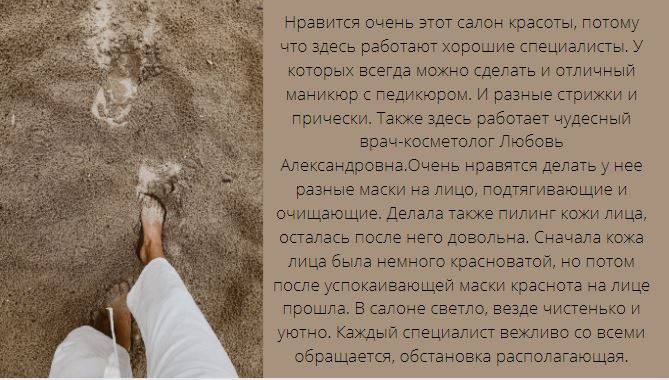 Нравится очень этот салон красоты, потому
что здесь работают хорошие специалисты. У
которых всегда можно сделать и отличный
маникюр с педикюром. И разные стрижки и
прически. Также здесь работает чудесный
врач-косметолог Любовь
Александровна.Очень нравятся делать у нее
разные маски на лицо, подтягивающие и
очищающие. Делала также пилинг кожи лица,
осталась после него довольна. Сначала кожа
лица была немного красноватой, но потом
после успокаивающей маски краснота на лице
прошла. В салоне светло, везде чистенько и
уютно. Каждый специалист вежливо со всеми
обращается, обстановка располагающая.